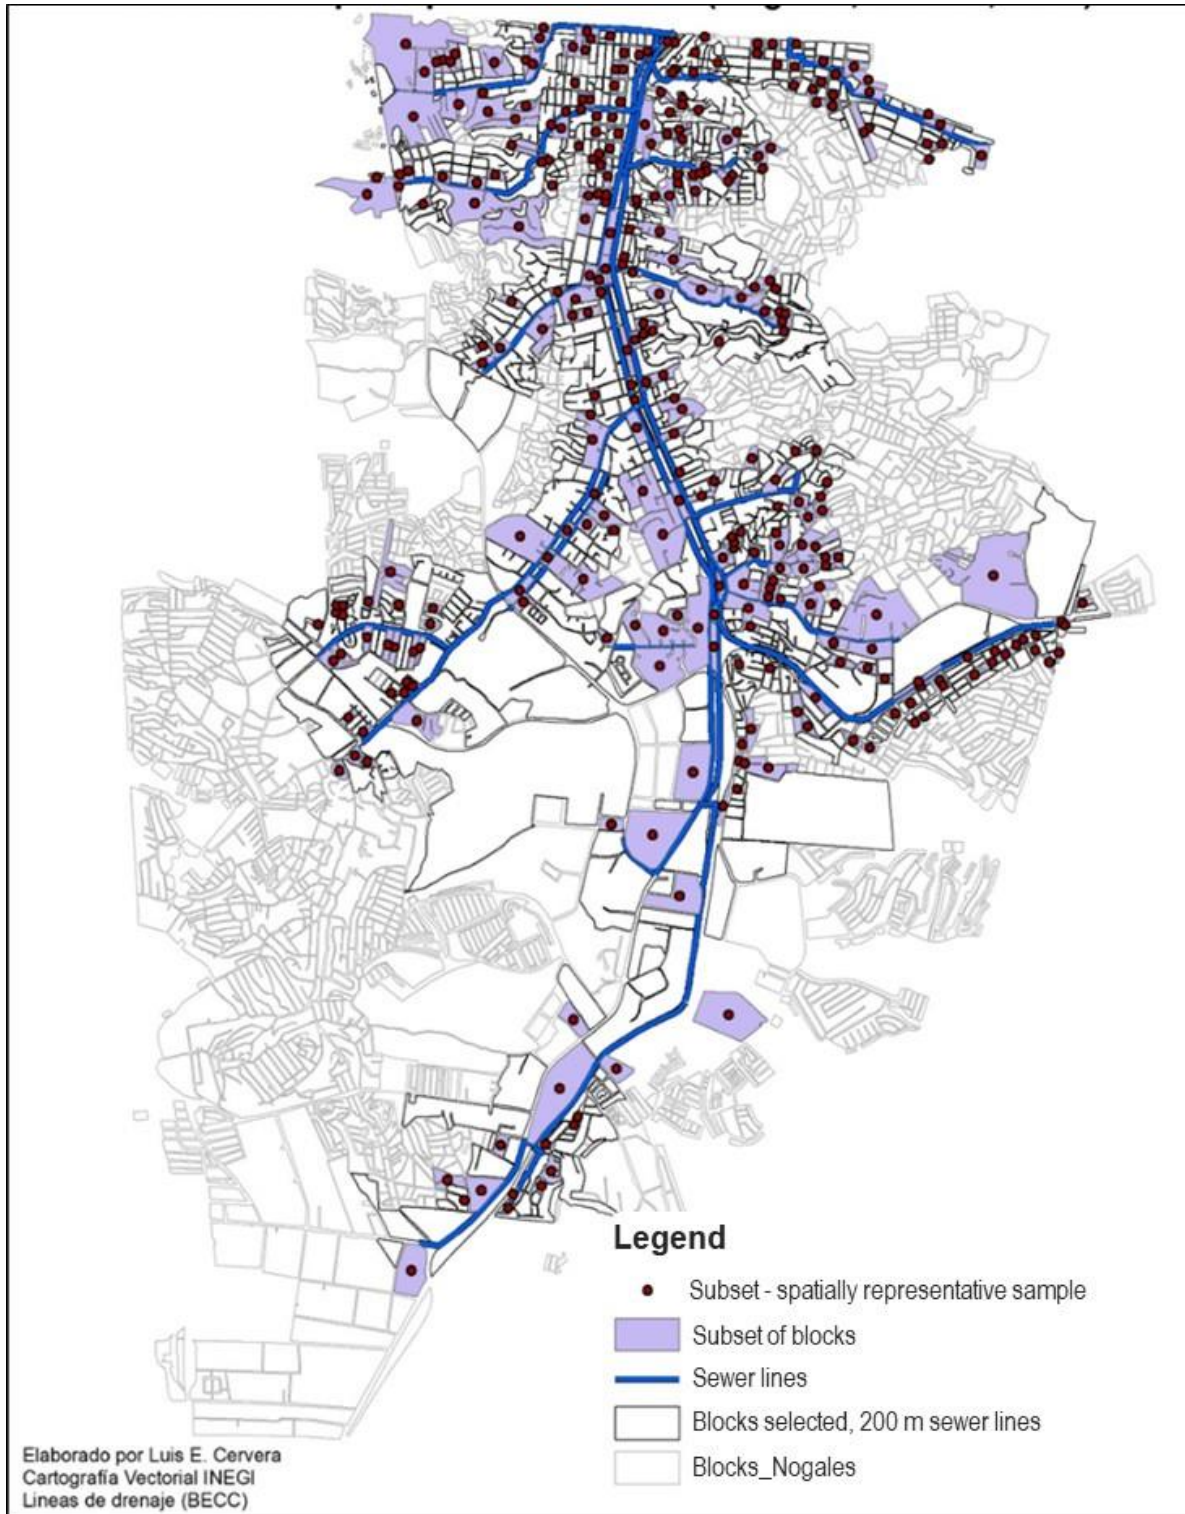 Legend
Subset - spatially representative sample
Subset of blocks
Sewer lines
Blocks selected, 200 m sewer lines
Blocks_Nogales
Elaborado por Luis E. Cervera
Cartografía Vectorial INEGI
Lineas de drenaje (BECC)